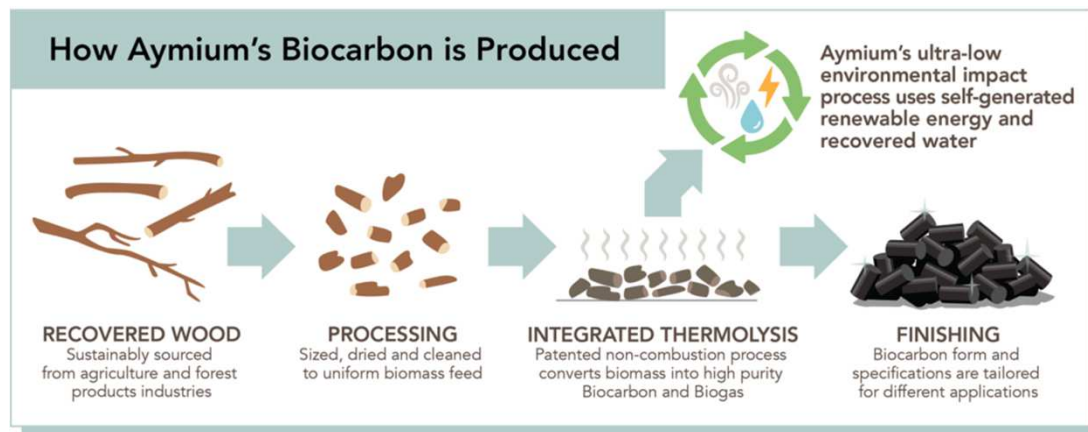 How Aymium's Biocarbon is Produced
Aymium's ultra-low
environmental impact
process uses self-generated
renewable energy and
recovered water
RECOVERED WOOD
Sustainably sourced
from agriculture and forest
products industries
PROCESSING
Sized, dried and cleaned
to uniform biomass feed
INTEGRATED THERMOLYSIS
Patented non-combustion process
converts biomass into high purity
Biocarbon and Biogas
FINISHING
Biocarbon form and
specifications are tailored
for different applications